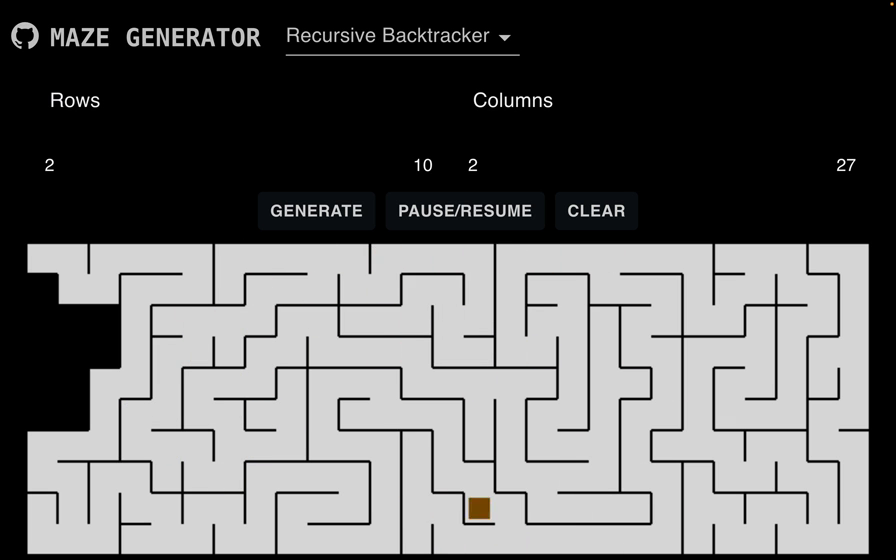 MAZE GENERATOR Recursive Backtracker
Rows Columns
2 10 2 27
GENERATE PAUSE/RESUME CLEAR